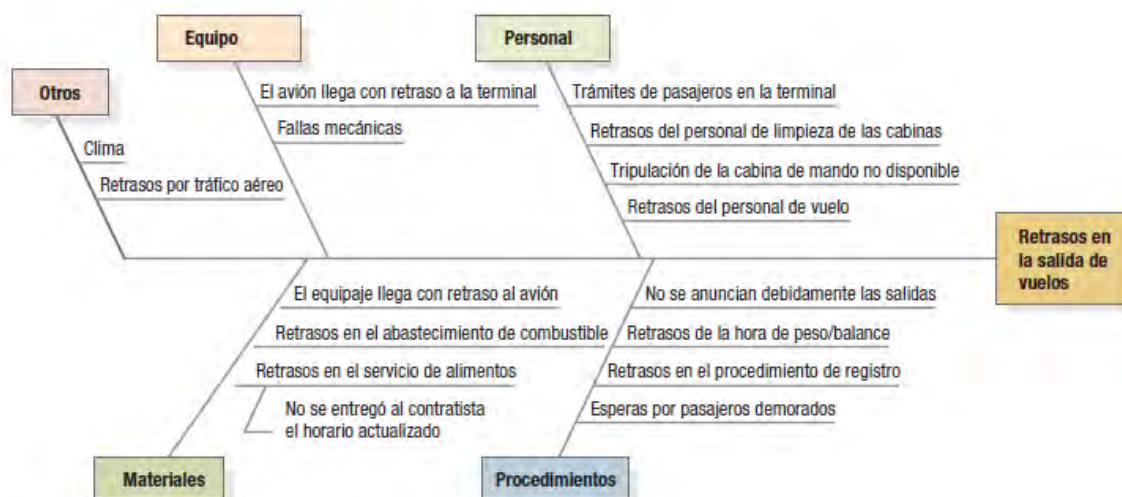 Equipo
Personal
Otros
El avión llega con retraso a la terminal
Fallas mecánicas
Trámites de pasajeros en la terminal
Retrasos del personal de limpieza de las cabinas
Tripulación de la cabina de mando no disponible
Retrasos del personal de vuelo
Clima
Retrasos por tráfico aéreo
Retrasos en
la salida de
vuelos
El equipaje llega con retraso al avión
Retrasos en el abastecimiento de combustible
Retrasos en el servicio de alimentos
No se entregó al contratista
el horario actualizado
No se anuncian debidamente las salidas
Retrasos de la hora de peso/balance
Retrasos en el procedimiento de registro
Esperas por pasajeros demorados
Materiales
Procedimientos